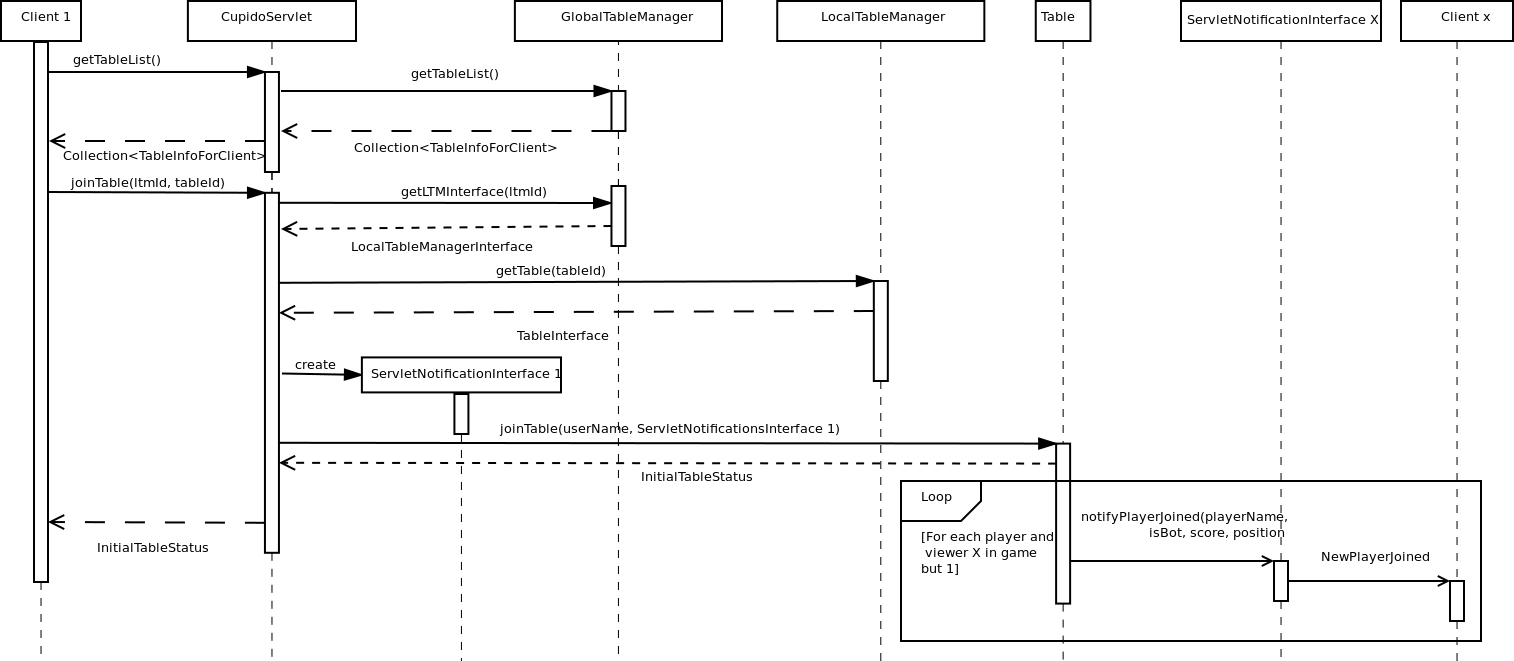 Client 1
CupidoServlet
GlobalTableManager
LocalTableManager
Table
ServletNotificationInterface X
Client x
getTableList()
getTableList()
Collection<TableInfoForClient>
Collection<TableInfoForClient>
joinTable(ltmId, tableId)
getLTMInterface(ltmId)
LocalTableManagerInterface
getTable(tableId)
TableInterface
create
ServletNotificationInterface 1
joinTable(userName, ServletNotificationsInterface 1)
InitialTableStatus
Loop
[For each player and
viewer X in game
but 1]
notifyPlayerJoined(playerName,
isBot, score, position
NewPlayerJoined
InitialTableStatus